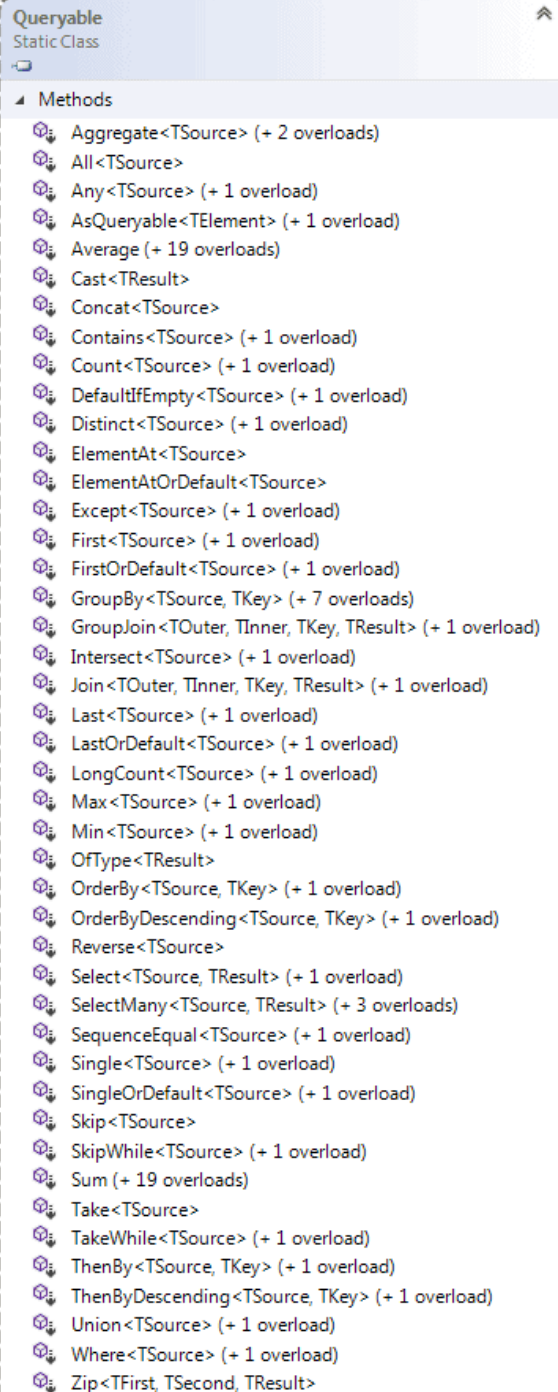 Queryable
Static Class
Methods
Aggregate<TSource> (+ 2 overloads)
All<TSource>
Any<TSource> (+ 1 overload)
AsQueryable<TElement> (+ 1 overload)
Average (+ 19 overloads)
Cast<TResult>
Concat<TSource>
Contains<TSource> (+ 1 overload)
Count<TSource> (+ 1 overload)
DefaultIfEmpty<TSource> (+ 1 overload)
Distinct<TSource> (+ 1 overload)
ElementAt<TSource>
ElementAtOrDefault<TSource>
Except<TSource> (+ 1 overload)
First<TSource> (+ 1 overload)
FirstOrDefault<TSource> (+ 1 overload)
GroupBy<TSource, TKey> (+ 7 overloads)
GroupJoin<TOuter, TInner, TKey, TResult> (+ 1 overload)
Intersect<TSource> (+ 1 overload)
Join<TOuter, TInner, TKey, TResult> (+ 1 overload)
Last<TSource> (+ 1 overload)
LastOrDefault<TSource> (+ 1 overload)
LongCount<TSource> (+ 1 overload)
Max<TSource> (+ 1 overload)
Min<TSource> (+ 1 overload)
OfType<TResult>
OrderBy<TSource, TKey> (+ 1 overload)
OrderByDescending<TSource, TKey> (+ 1 overload)
Reverse<TSource>
Select<TSource, TResult> (+ 1 overload)
SelectMany<TSource, TResult> (+ 3 overloads)
SequenceEqual<TSource> (+ 1 overload)
Single<TSource> (+ 1 overload)
SingleOrDefault<TSource> (+ 1 overload)
Skip<TSource>
SkipWhile<TSource> (+ 1 overload)
Sum (+ 19 overloads)
Take<TSource>
TakeWhile<TSource> (+ 1 overload)
ThenBy<TSource, TKey> (+ 1 overload)
ThenByDescending<TSource, TKey> (+ 1 overload)
Union<TSource> (+ 1 overload)
Where<TSource> (+ 1 overload)
Zip<TFirst, TSecond, TResult>